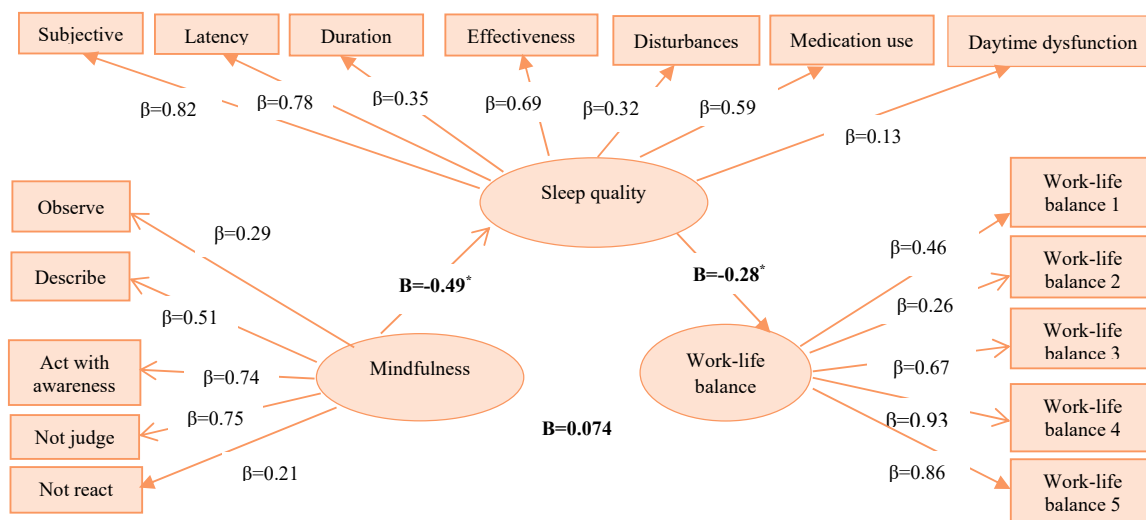 Subjective
Latency
Duration
Effectiveness
Disturbances
Medication use
Daytime dysfunction
β=0.82
β=0.78
β=0.35
β=0.69
β=0.32
β=0.59
β=0.13
Sleep quality
Observe
Describe
Act with
awareness
Not judge
Not react
β=0.29
β=0.51
β=0.74
β=0.75
β=0.21
B=-0.49*
B=-0.28*
Mindfulness
Work-life
balance
B=0.074
β=0.46
β=0.26
β=0.67
β=0.93
β=0.86
Work-life
balance 1
Work-life
balance 2
Work-life
balance 3
Work-life
balance 4
Work-life
balance 5